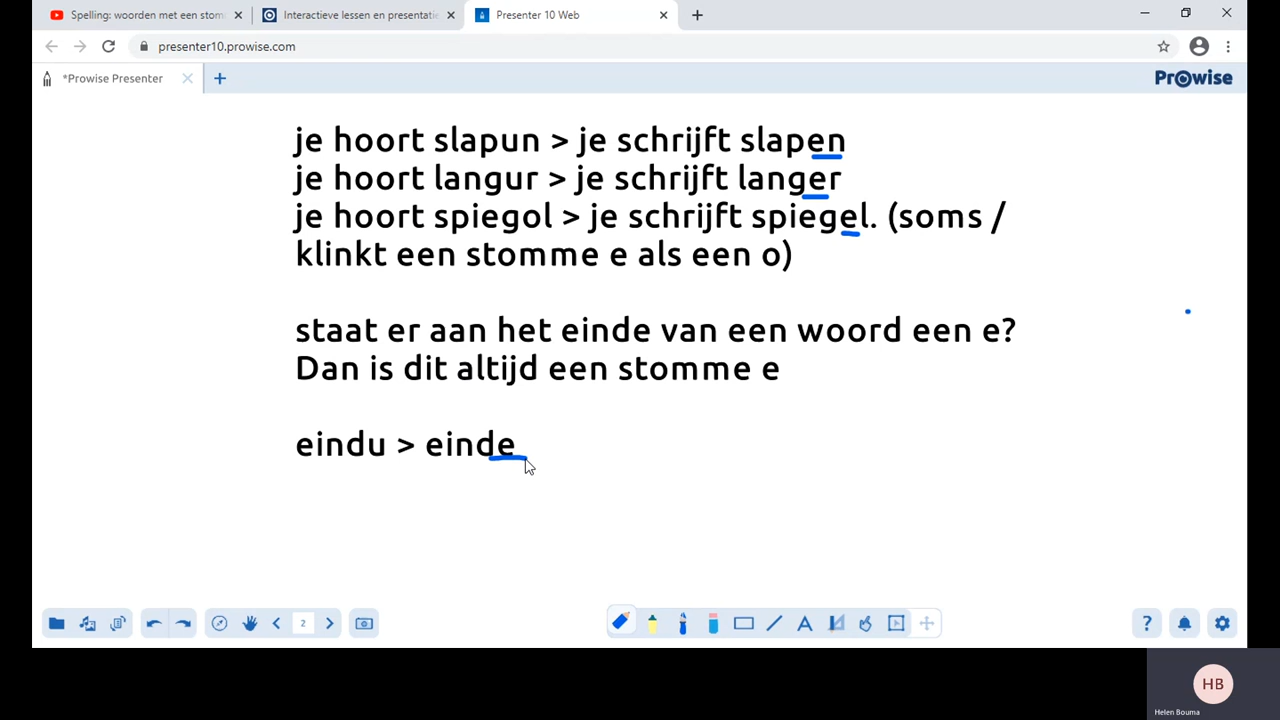 Spelling: woorden met een stom
Interactieve lessen en presentatie
Presenter 10 Web
presenter10.prowise.com
*Prowise Presenter
Prowise
je hoort slapun > je schrijft slapen
je hoort langur > je schrijft langer
je hoort spiegol > je schrijft spiegel. (soms /
klinkt een stomme e als een o)
staat er aan het einde van een woord een e?
Dan is dit altijd een stomme e
eindu > einde
2
HB
Helen Bouma